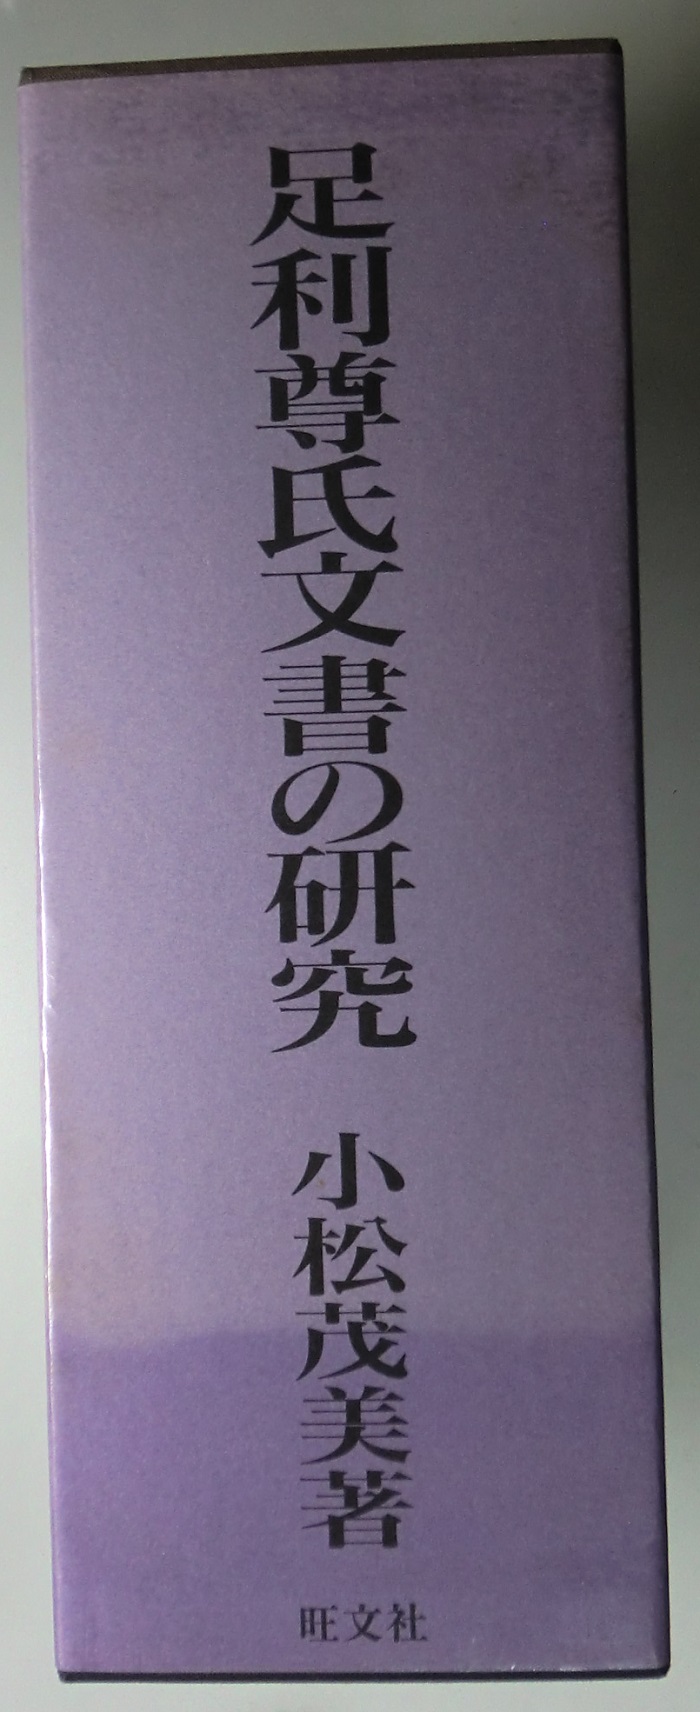 足利尊氏文書の研究
小松茂美著
旺文社